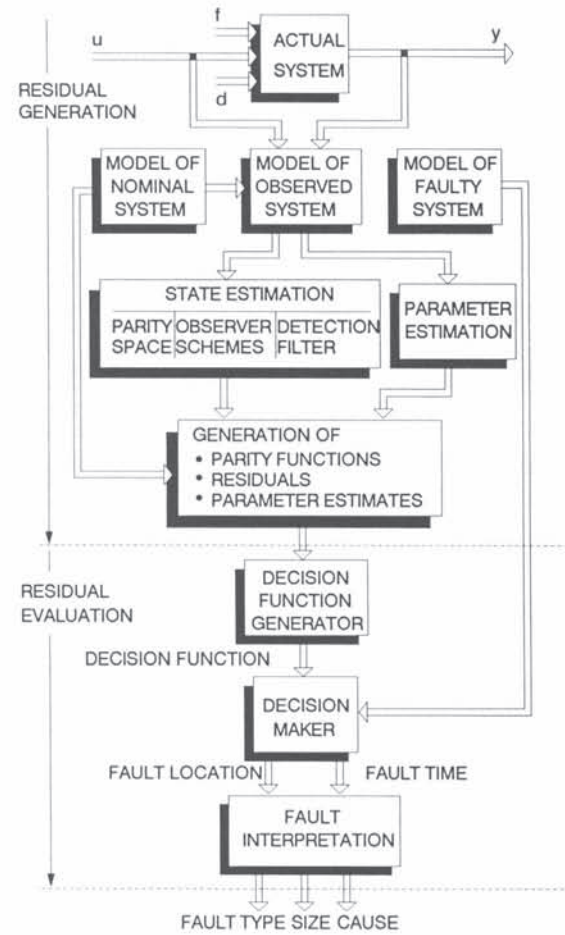 f
u
ACTUAL
SYSTEM
y
d
RESIDUAL
GENERATION
MODEL OF
NOMINAL
SYSTEM
MODEL OF
OBSERVED
SYSTEM
MODEL OF
FAULTY
SYSTEM
STATE ESTIMATION
PARITY
SPACE
OBSERVER
SCHEMES
DETECTION
FILTER
PARAMETER
ESTIMATION
GENERATION OF
• PARITY FUNCTIONS
• RESIDUALS
• PARAMETER ESTIMATES
RESIDUAL
EVALUATION
DECISION
FUNCTION
GENERATOR
DECISION FUNCTION
DECISION
MAKER
FAULT LOCATION
FAULT TIME
FAULT
INTERPRETATION
FAULT TYPE SIZE CAUSE